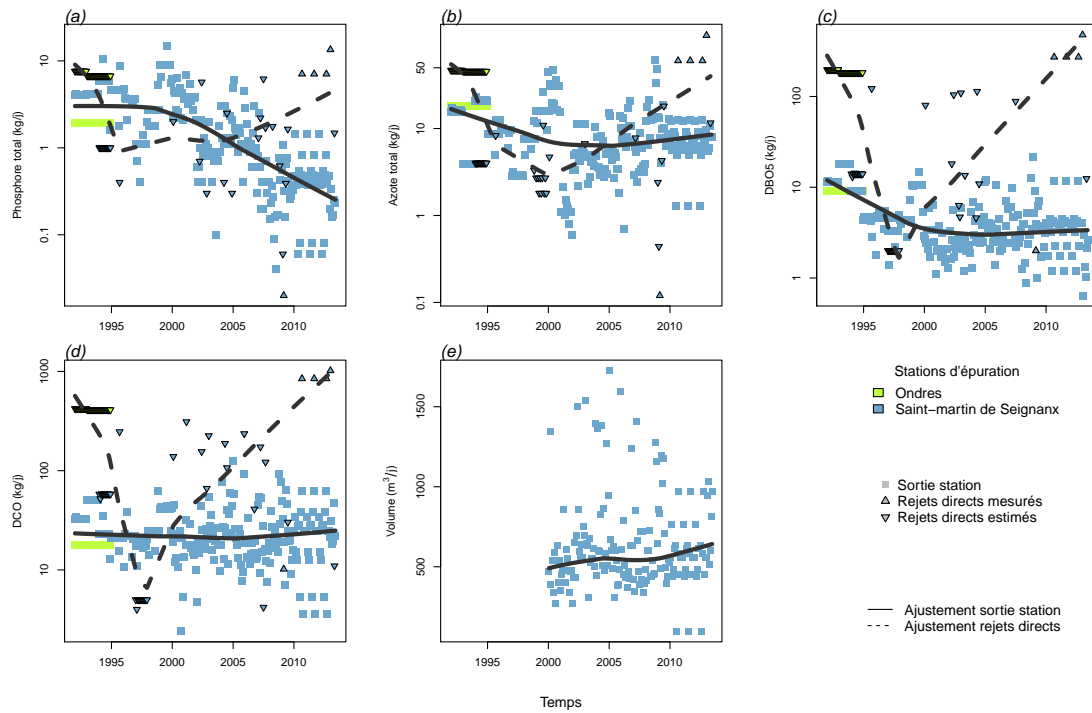 (a)
Phosphore total (kg/j)
10
1
0.1
1995 2000 2005 2010
(b)
Azote total (kg/j)
50
10
5
1
0.1
1995 2000 2005 2010
(c)
DBO5 (kg/j)
100
10
1
1995 2000 2005 2010
(d)
DCO (kg/j)
1000
100
10
1995 2000 2005 2010
(e)
Volume (m³/j)
1500
1000
500
1995 2000 2005 2010
Stations d'épuration
Ondres
Saint−martin de Seignanx
Sortie station
Rejets directs mesurés
Rejets directs estimés
Ajustement sortie station
Ajustement rejets directs
Temps